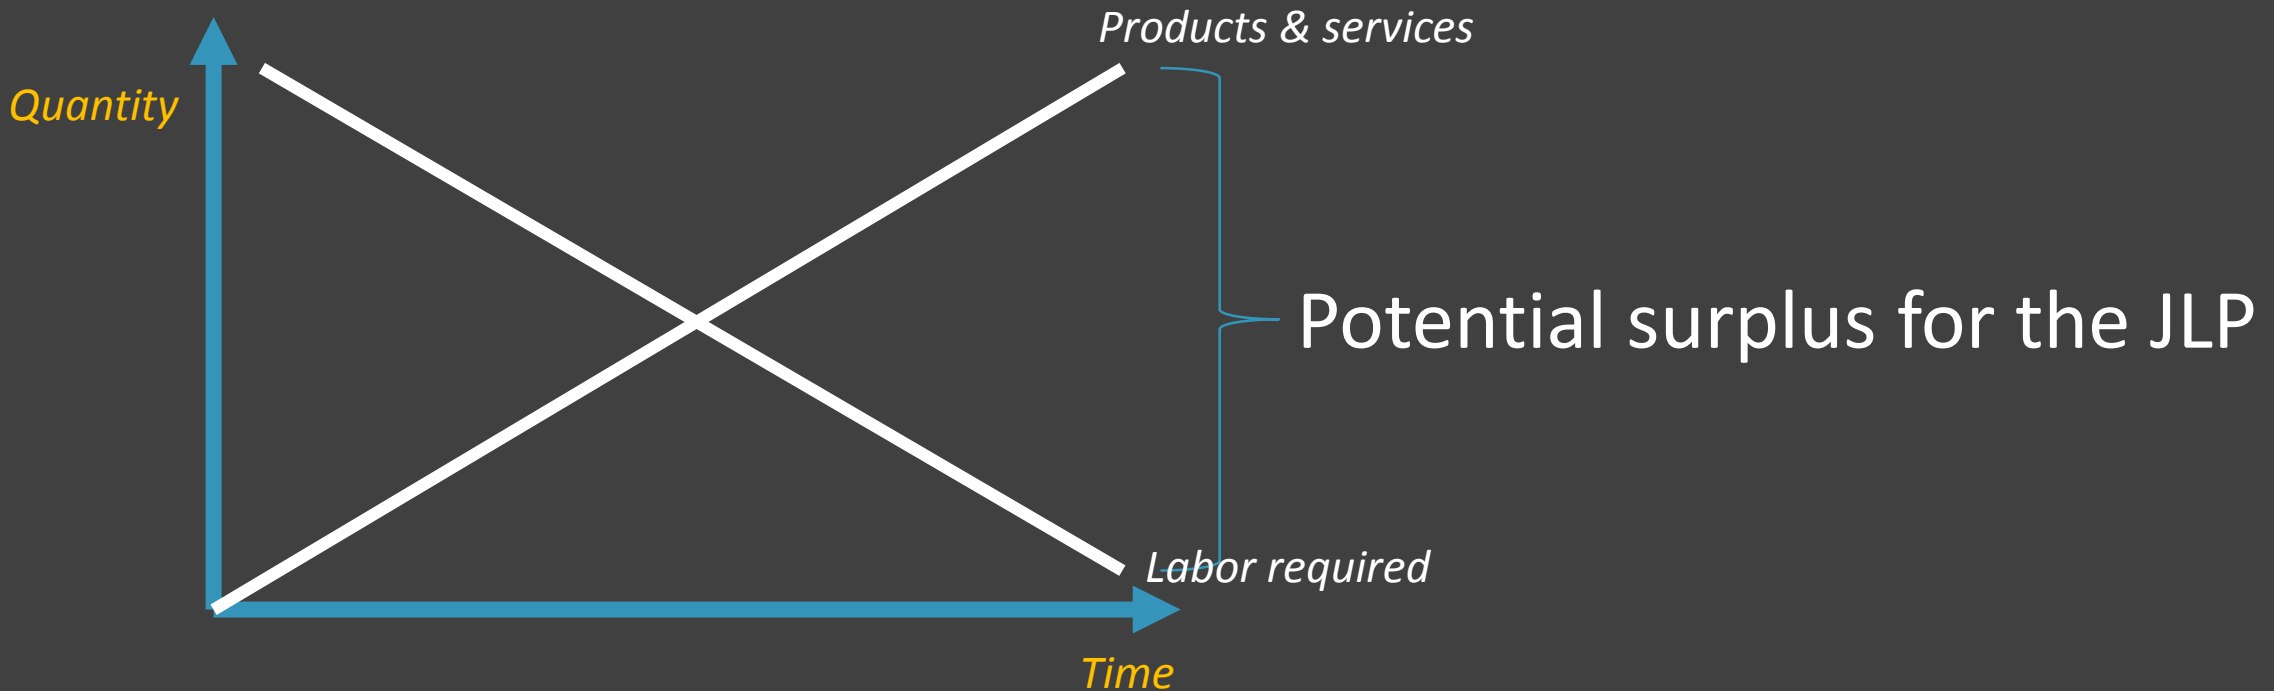 Products & services
Quantity
Potential surplus for the JLP
Labor required
Time